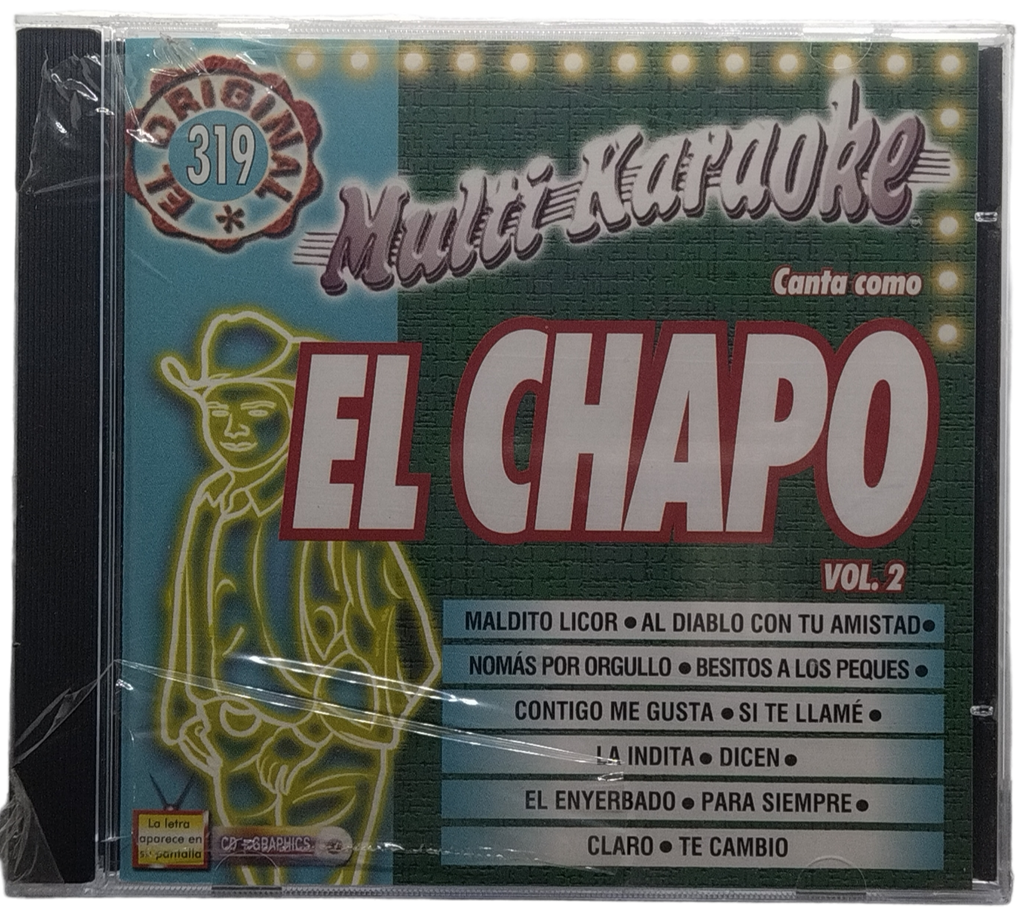 EL ORIGINAL *
319
Multi Karaoke
Canta como
EL CHAPO
VOL. 2
MALDITO LICOR ● AL DIABLO CON TU AMISTAD●
NOMÁS POR ORGULLO ● BESITOS A LOS PEQUES ●
CONTIGO ME GUSTA ● SI TE LLAMÉ ●
LA INDITA ● DICEN ●
EL ENYERBADO ● PARA SIEMPRE ●
CLARO ● TE CAMBIO
La letra
aparece en
su pantalla
CD + GRAPHICS